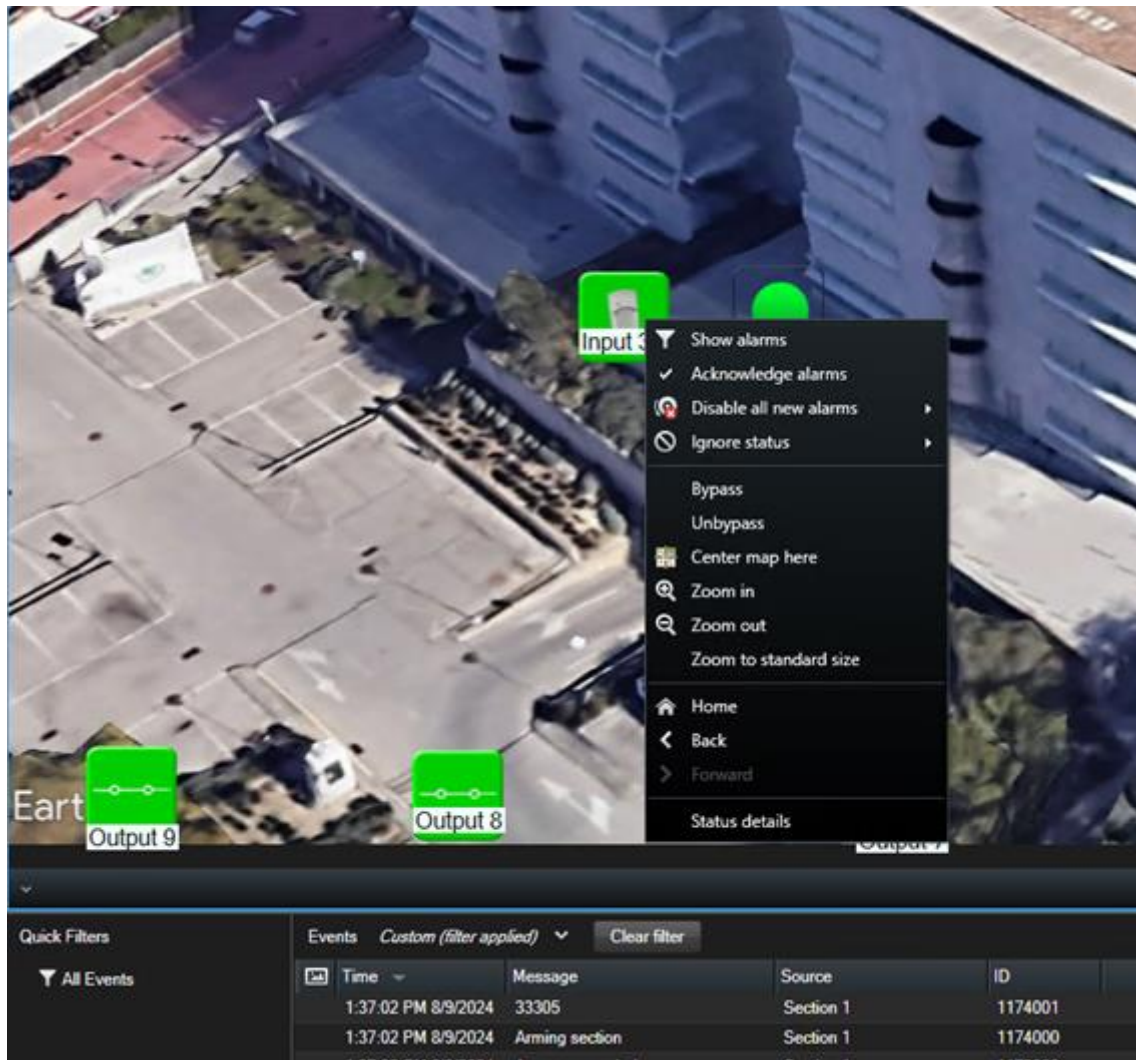 Input 3
Show alarms
Acknowledge alarms
Disable all new alarms
Ignore status
Bypass
Unbypass
Center map here
Zoom in
Zoom out
Zoom to standard size
Home
Back
Forward
Status details
Eart
Output 9
Output 8
Output 7
Quick Filters
All Events
Events Custom (filter applied) Clear filter
Time Message Source ID
1:37:02 PM 8/9/2024 33305 Section 1 1174001
1:37:02 PM 8/9/2024 Arming section Section 1 1174000